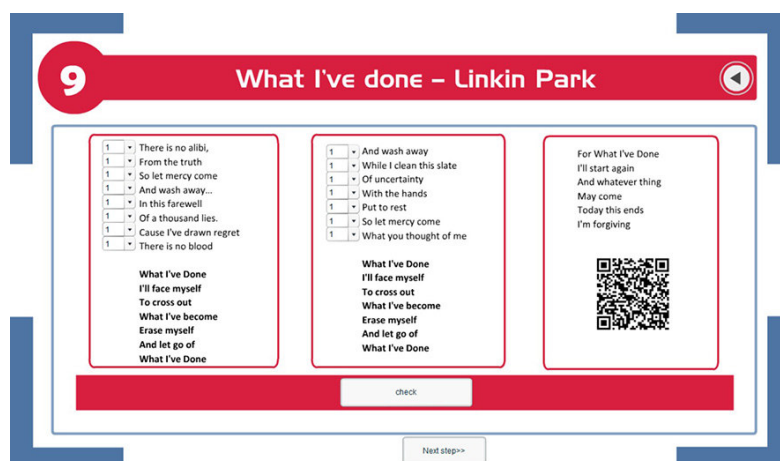 9
What I've done – Linkin Park
1 There is no alibi,
1 From the truth
1 So let mercy come
1 And wash away...
1 In this farewell
1 Of a thousand lies.
1 Cause I've drawn regret
1 There is no blood
What I've Done
I'll face myself
To cross out
What I've become
Erase myself
And let go of
What I've Done
1 And wash away
1 While I clean this slate
1 Of uncertainty
1 With the hands
1 Put to rest
1 So let mercy come
1 What you thought of me
What I've Done
I'll face myself
To cross out
What I've become
Erase myself
And let go of
What I've Done
For What I've Done
I'll start again
And whatever thing
May come
Today this ends
I'm forgiving
check
Next step>>